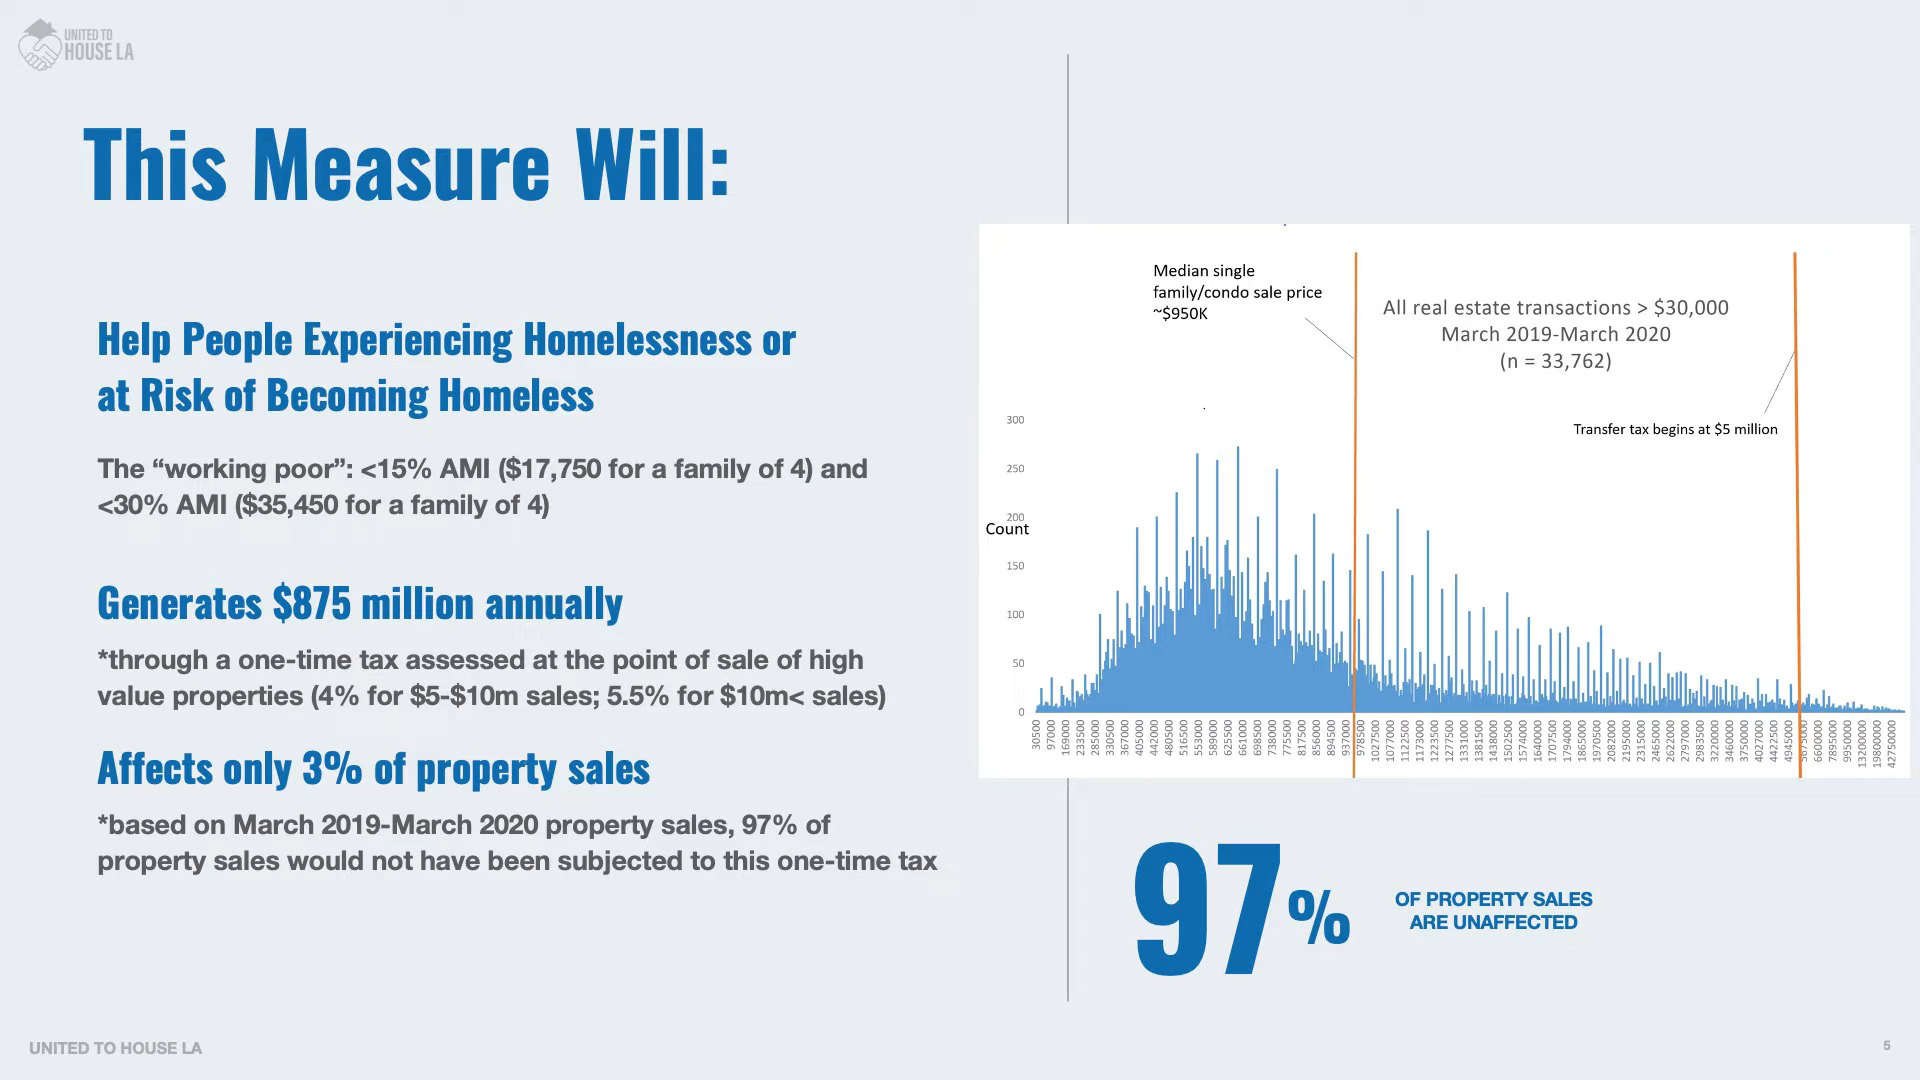 UNITED TO
HOUSE LA
This Measure Will:
Help People Experiencing Homelessness or
at Risk of Becoming Homeless
The “working poor”: <15% AMI ($17,750 for a family of 4) and
<30% AMI ($35,450 for a family of 4)
Generates $875 million annually
*through a one-time tax assessed at the point of sale of high
value properties (4% for $5-$10m sales; 5.5% for $10m< sales)
Affects only 3% of property sales
*based on March 2019-March 2020 property sales, 97% of
property sales would not have been subjected to this one-time tax
Median single
family/condo sale price
~$950K
All real estate transactions > $30,000
March 2019-March 2020
(n = 33,762)
Transfer tax begins at $5 million
300
250
200
Count
150
100
50
0
30500
97000
169000
233500
285000
330500
367000
405000
442000
480500
516500
553000
589000
625500
661000
698500
738000
775500
817500
856000
894500
937000
978500
1027500
1077000
1122500
1173000
1223500
1277500
1331000
1381500
1438000
1502500
1574000
1640000
1707500
1794000
1865000
1970500
2082000
2195000
2315000
2465000
2622000
2797000
2983500
3220000
3460000
3750000
4027000
4422500
4945000
5675000
6600000
7895000
9950000
13200000
19800000
42750000
97%
OF PROPERTY SALES
ARE UNAFFECTED
UNITED TO HOUSE LA
5